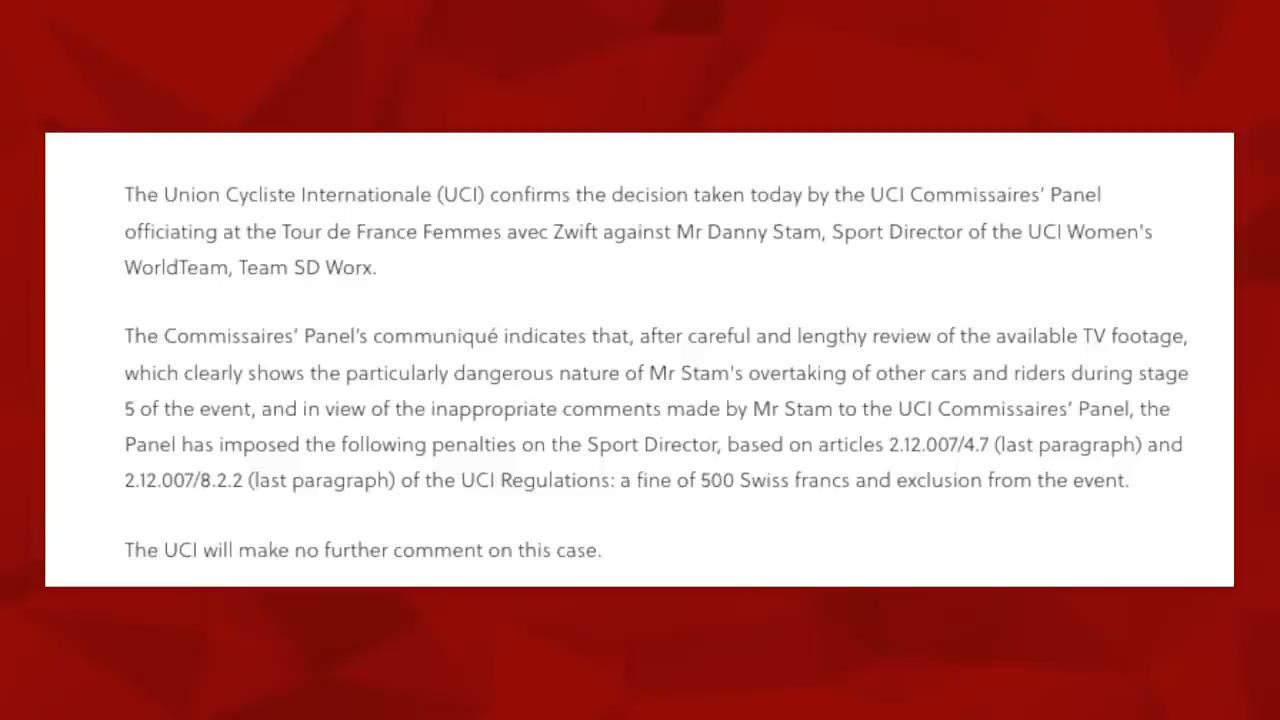 The Union Cycliste Internationale (UCI) confirms the decision taken today by the UCI Commissaires’ Panel
officiating at the Tour de France Femmes avec Zwift against Mr Danny Stam, Sport Director of the UCI Women's
WorldTeam, Team SD Worx.
The Commissaires’ Panel’s communiqué indicates that, after careful and lengthy review of the available TV footage,
which clearly shows the particularly dangerous nature of Mr Stam's overtaking of other cars and riders during stage
5 of the event, and in view of the inappropriate comments made by Mr Stam to the UCI Commissaires’ Panel, the
Panel has imposed the following penalties on the Sport Director, based on articles 2.12.007/4.7 (last paragraph) and
2.12.007/8.2.2 (last paragraph) of the UCI Regulations: a fine of 500 Swiss francs and exclusion from the event.
The UCI will make no further comment on this case.